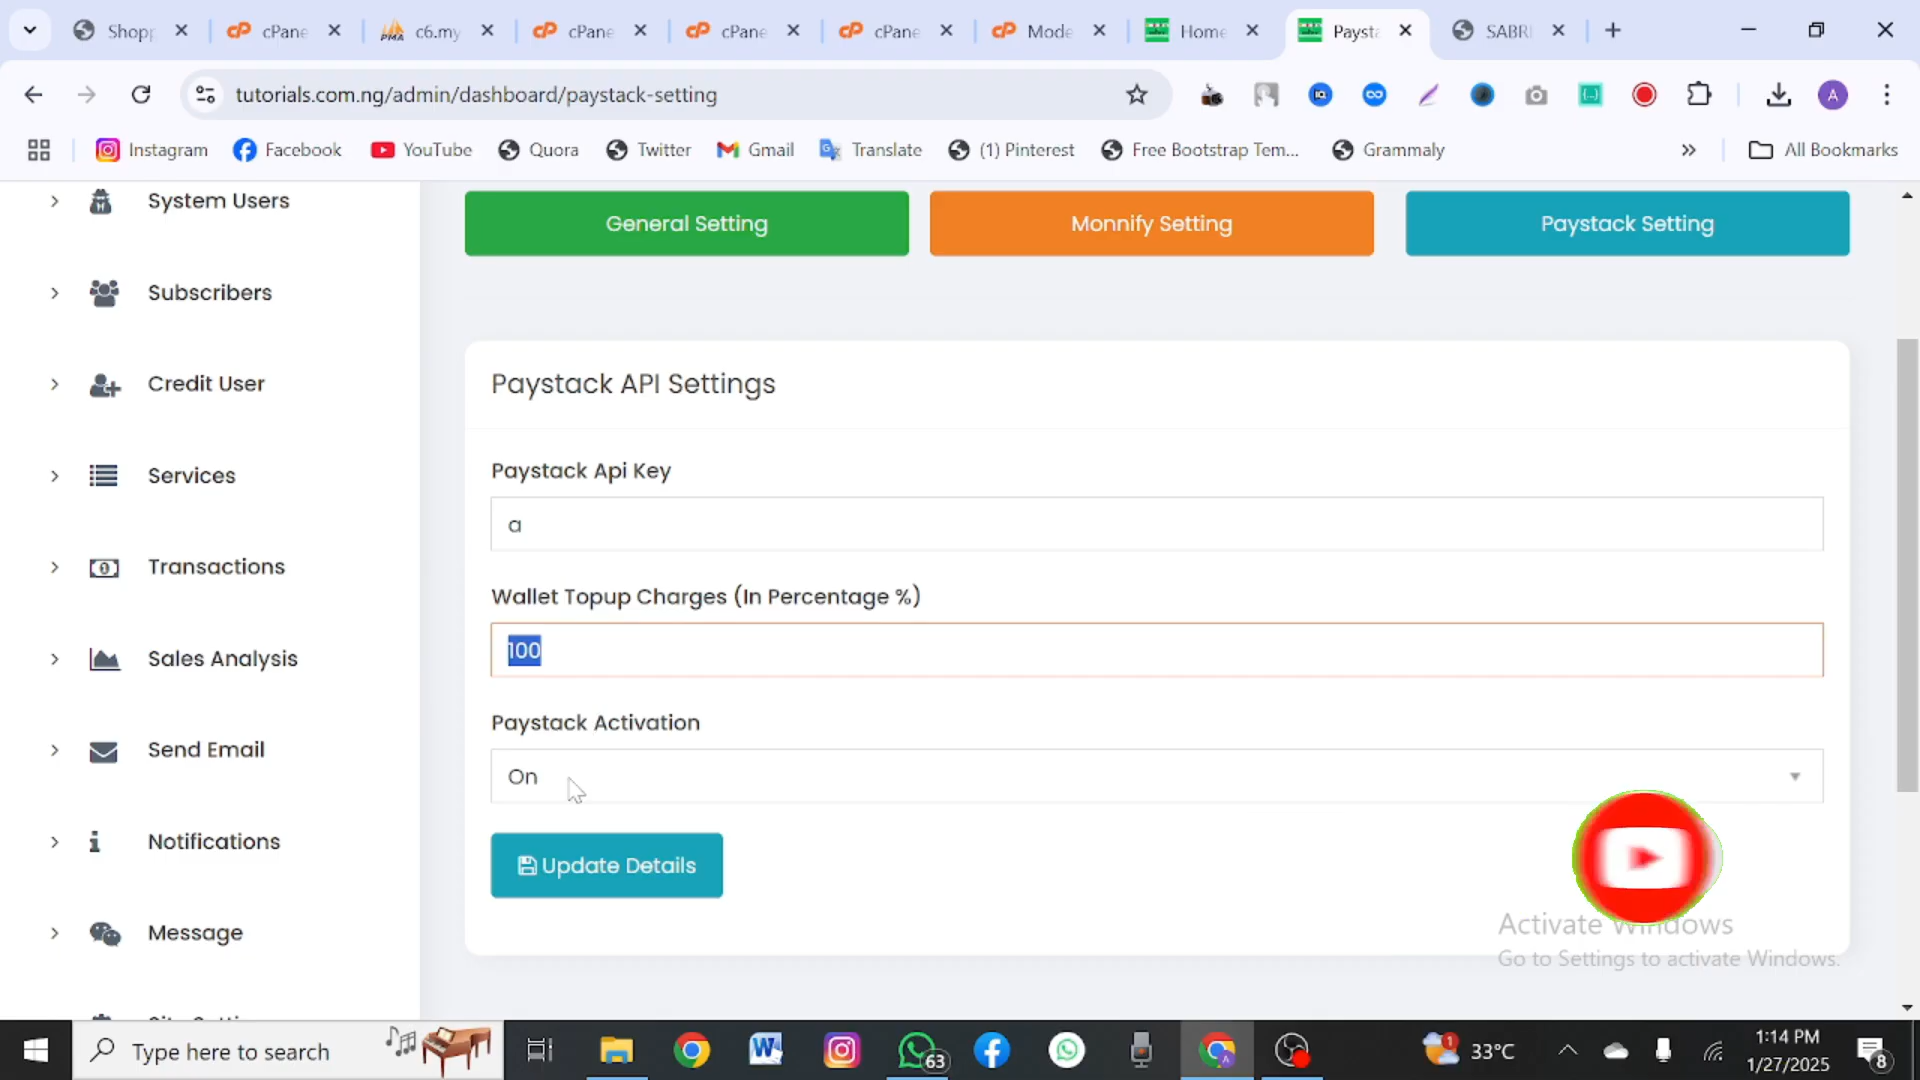 Shopp
cPane
c6.my
cPane
cPane
cPane
Mode
Home
Paysta
SABRI
tutorials.com.ng/admin/dashboard/paystack-setting
A
Instagram
Facebook
YouTube
Quora
Twitter
Gmail
Translate
(1) Pinterest
Free Bootstrap Tem...
Grammaly
All Bookmarks
System Users
Subscribers
Credit User
Services
Transactions
Sales Analysis
Send Email
Notifications
Message
General Setting
Monnify Setting
Paystack Setting
Paystack API Settings
Paystack Api Key
a
Wallet Topup Charges (In Percentage %)
100
Paystack Activation
On
Update Details
Activate Windows
Go to Settings to activate Windows.
Type here to search
63
1
33°C
1:14 PM
1/27/2025
8